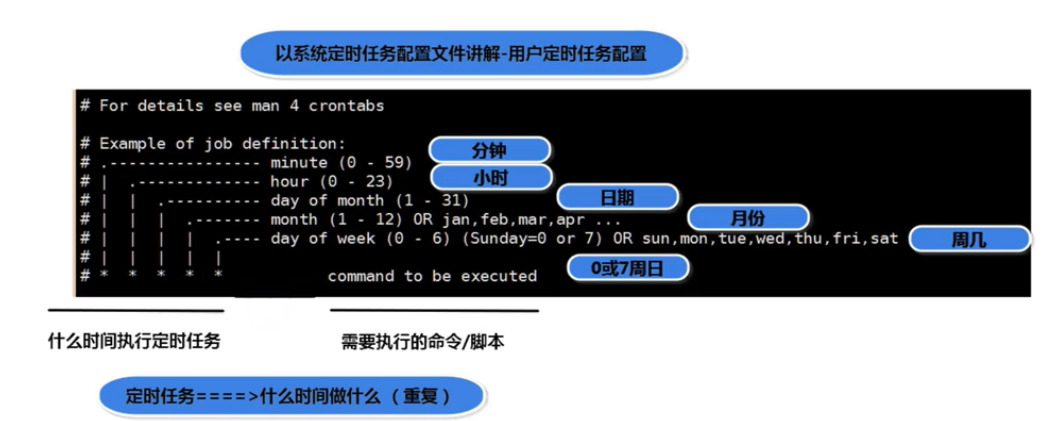 以系统定时任务配置文件讲解-用户定时任务配置
# For details see man 4 crontabs
# Example of job definition:
# .---------------- minute (0 - 59) 分钟
# | .------------- hour (0 - 23) 小时
# | | .---------- day of month (1 - 31) 日期
# | | | .------- month (1 - 12) OR jan,feb,mar,apr ... 月份
# | | | | .---- day of week (0 - 6) (Sunday=0 or 7) OR sun,mon,tue,wed,thu,fri,sat 周几
# | | | | |
# * * * * * command to be executed 0或7周日
什么时间执行定时任务 需要执行的命令/脚本
定时任务====>什么时间做什么（重复）